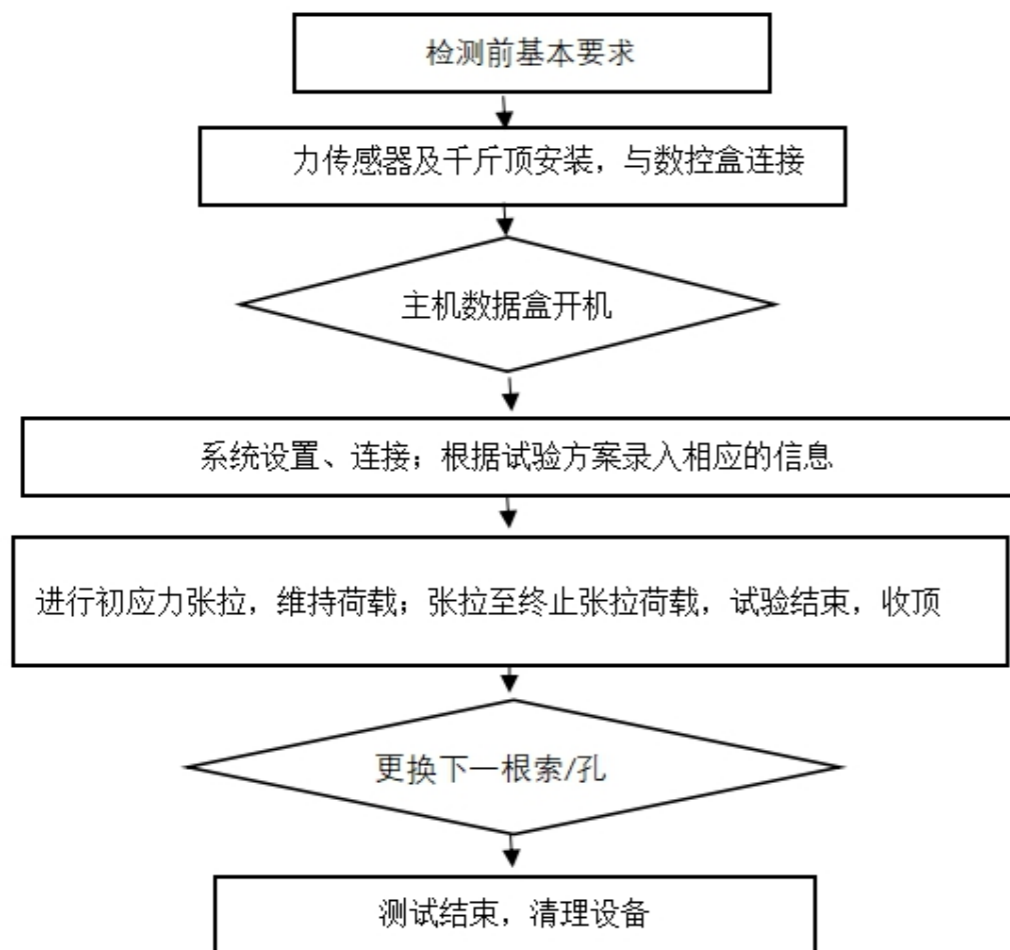 检测前基本要求
力传感器及千斤顶安装，与数控盒连接
主机数据盒开机
系统设置、连接；根据试验方案录入相应的信息
进行初应力张拉，维持荷载；张拉至终止张拉荷载，试验结束，收顶
更换下一根索/孔
测试结束，清理设备